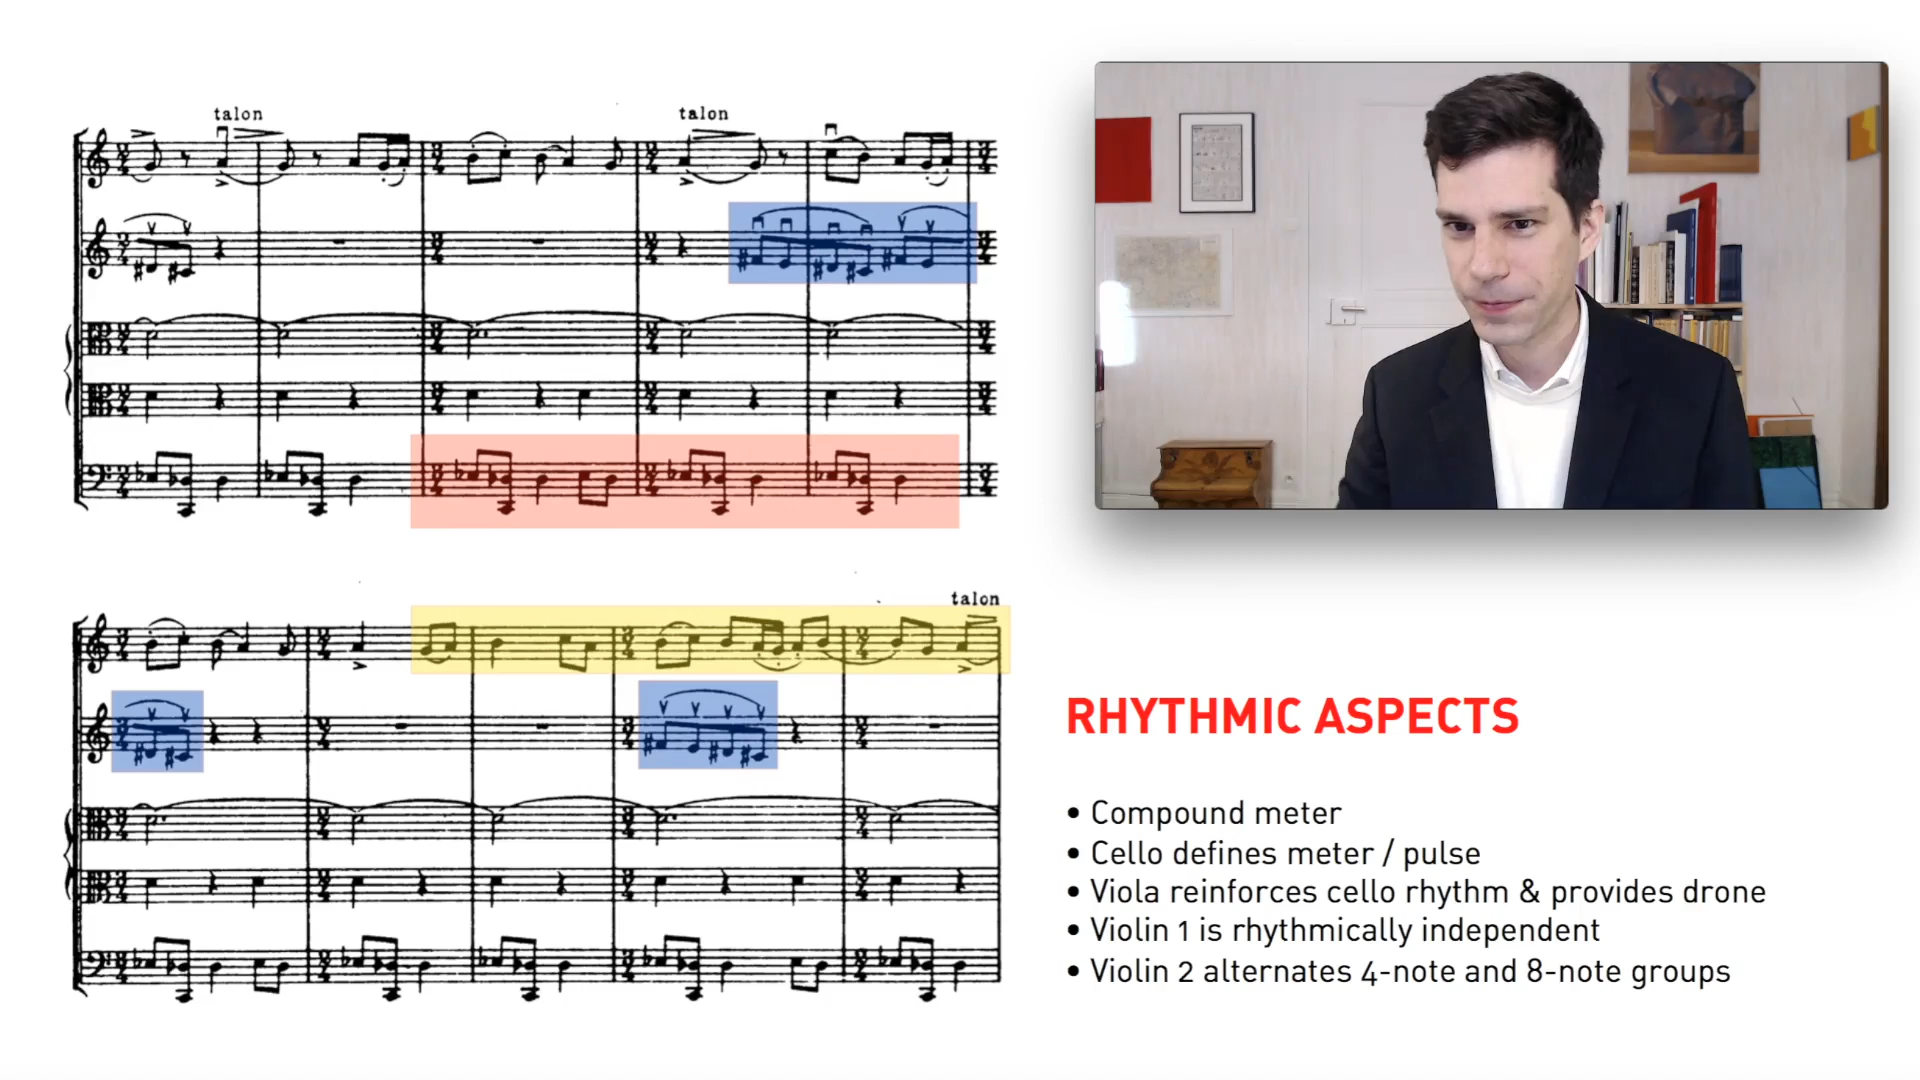 talon
talon
talon
RHYTHMIC ASPECTS
• Compound meter
• Cello defines meter / pulse
• Viola reinforces cello rhythm & provides drone
• Violin 1 is rhythmically independent
• Violin 2 alternates 4-note and 8-note groups